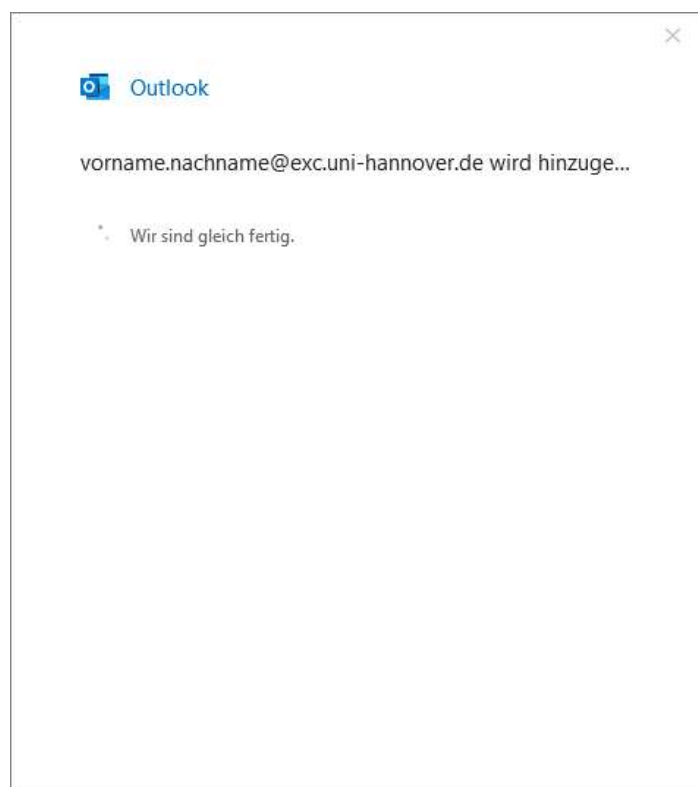 Outlook
vorname.nachname@exc.uni-hannover.de wird hinzuge...
Wir sind gleich fertig.